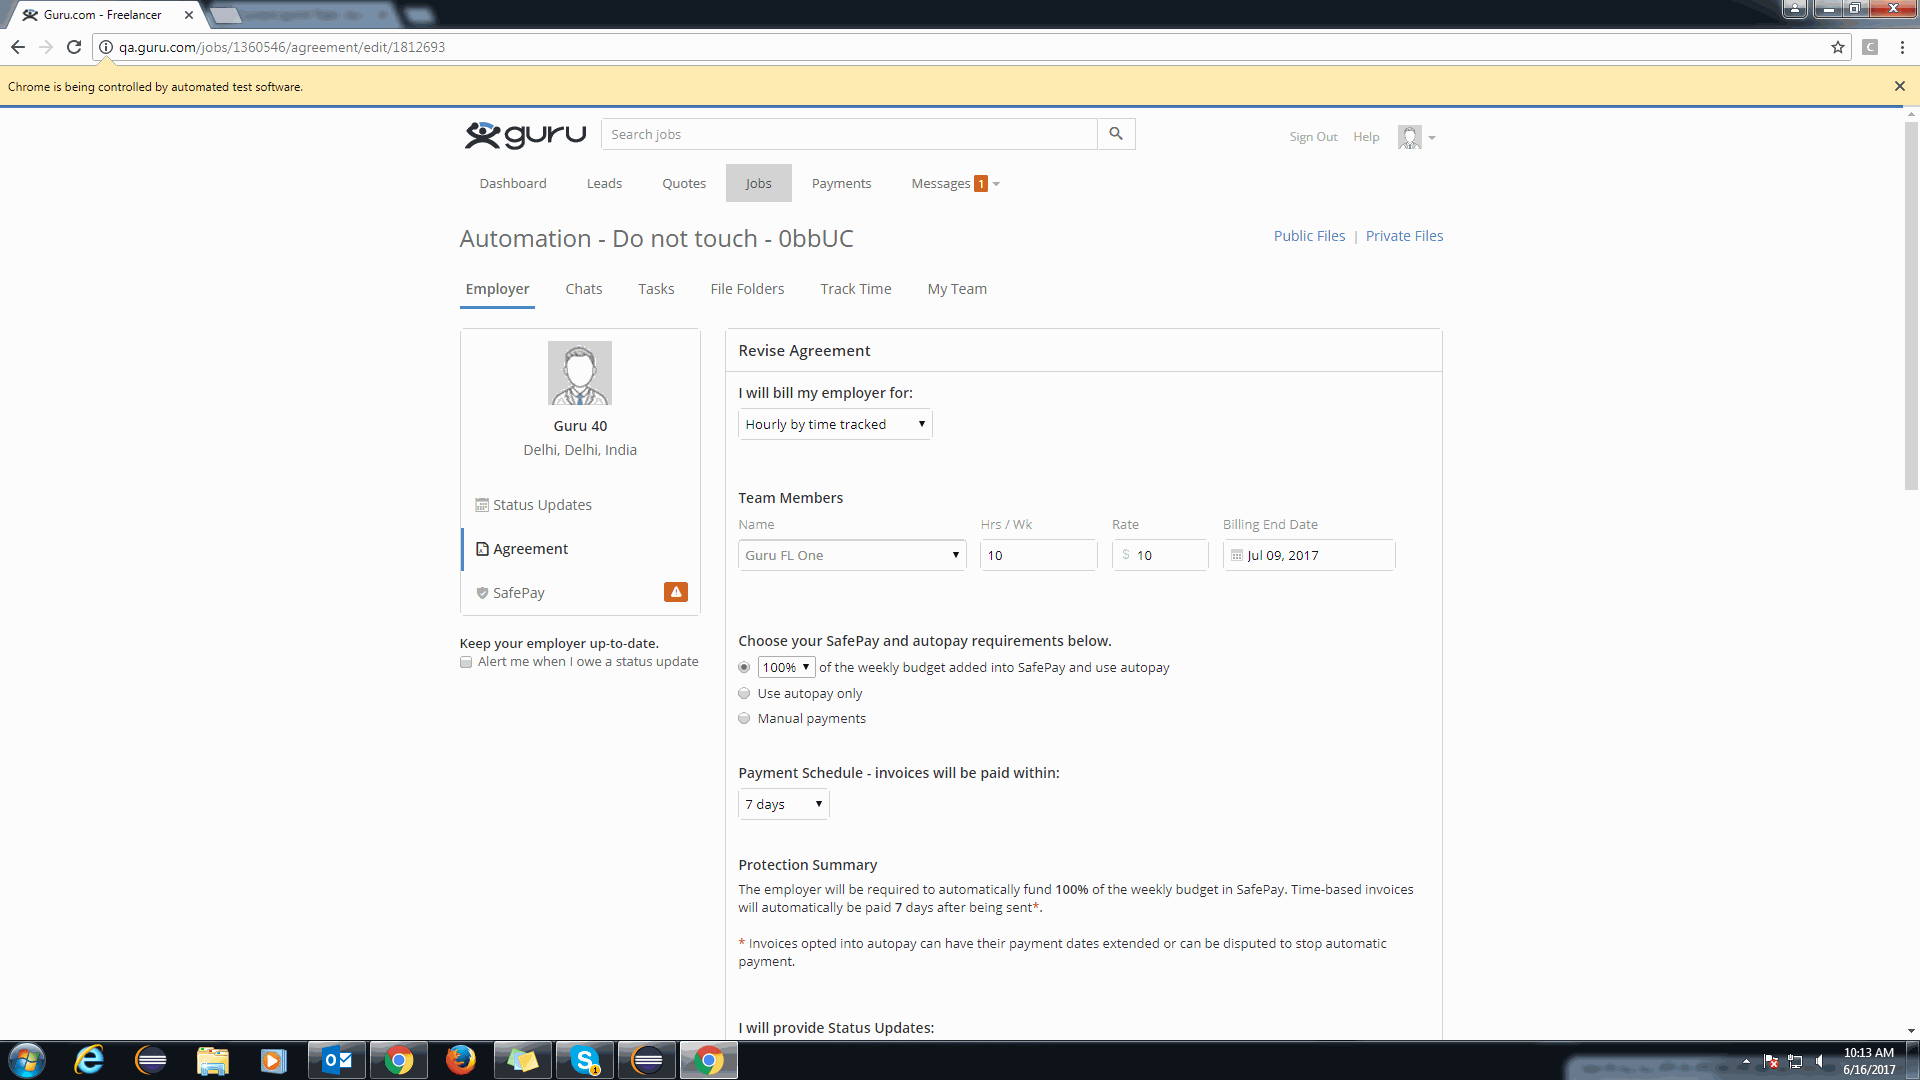 Guru.com - Freelancer
qa.guru.com/jobs/1360546/agreement/edit/1812693
C
Chrome is being controlled by automated test software.
guru
Search jobs
Sign Out Help
Dashboard Leads Quotes Jobs Payments Messages 1
Automation - Do not touch - 0bbUC
Public Files | Private Files
Employer Chats Tasks File Folders Track Time My Team
Guru 40
Delhi, Delhi, India
Status Updates
Agreement
SafePay
Keep your employer up-to-date.
Alert me when I owe a status update
Revise Agreement
I will bill my employer for:
Hourly by time tracked
Team Members
Name Hrs / Wk Rate Billing End Date
Guru FL One 10 $ 10 Jul 09, 2017
Choose your SafePay and autopay requirements below.
100% of the weekly budget added into SafePay and use autopay
Use autopay only
Manual payments
Payment Schedule - invoices will be paid within:
7 days
Protection Summary
The employer will be required to automatically fund 100% of the weekly budget in SafePay. Time-based invoices
will automatically be paid 7 days after being sent*.
* Invoices opted into autopay can have their payment dates extended or can be disputed to stop automatic
payment.
I will provide Status Updates:
10:13 AM
6/16/2017